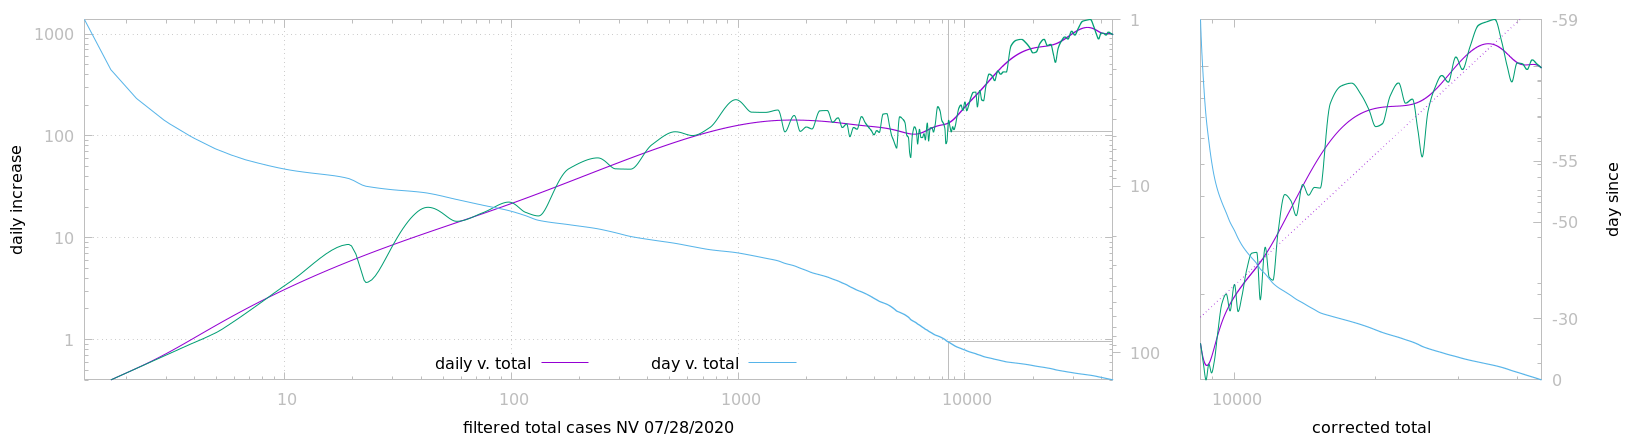 1000
100
10
1
daily increase
10
100
1000
10000
filtered total cases NV 07/28/2020
daily v. total
day v. total
1
10
100
10000
corrected total
-59
-55
-50
-30
0
day since